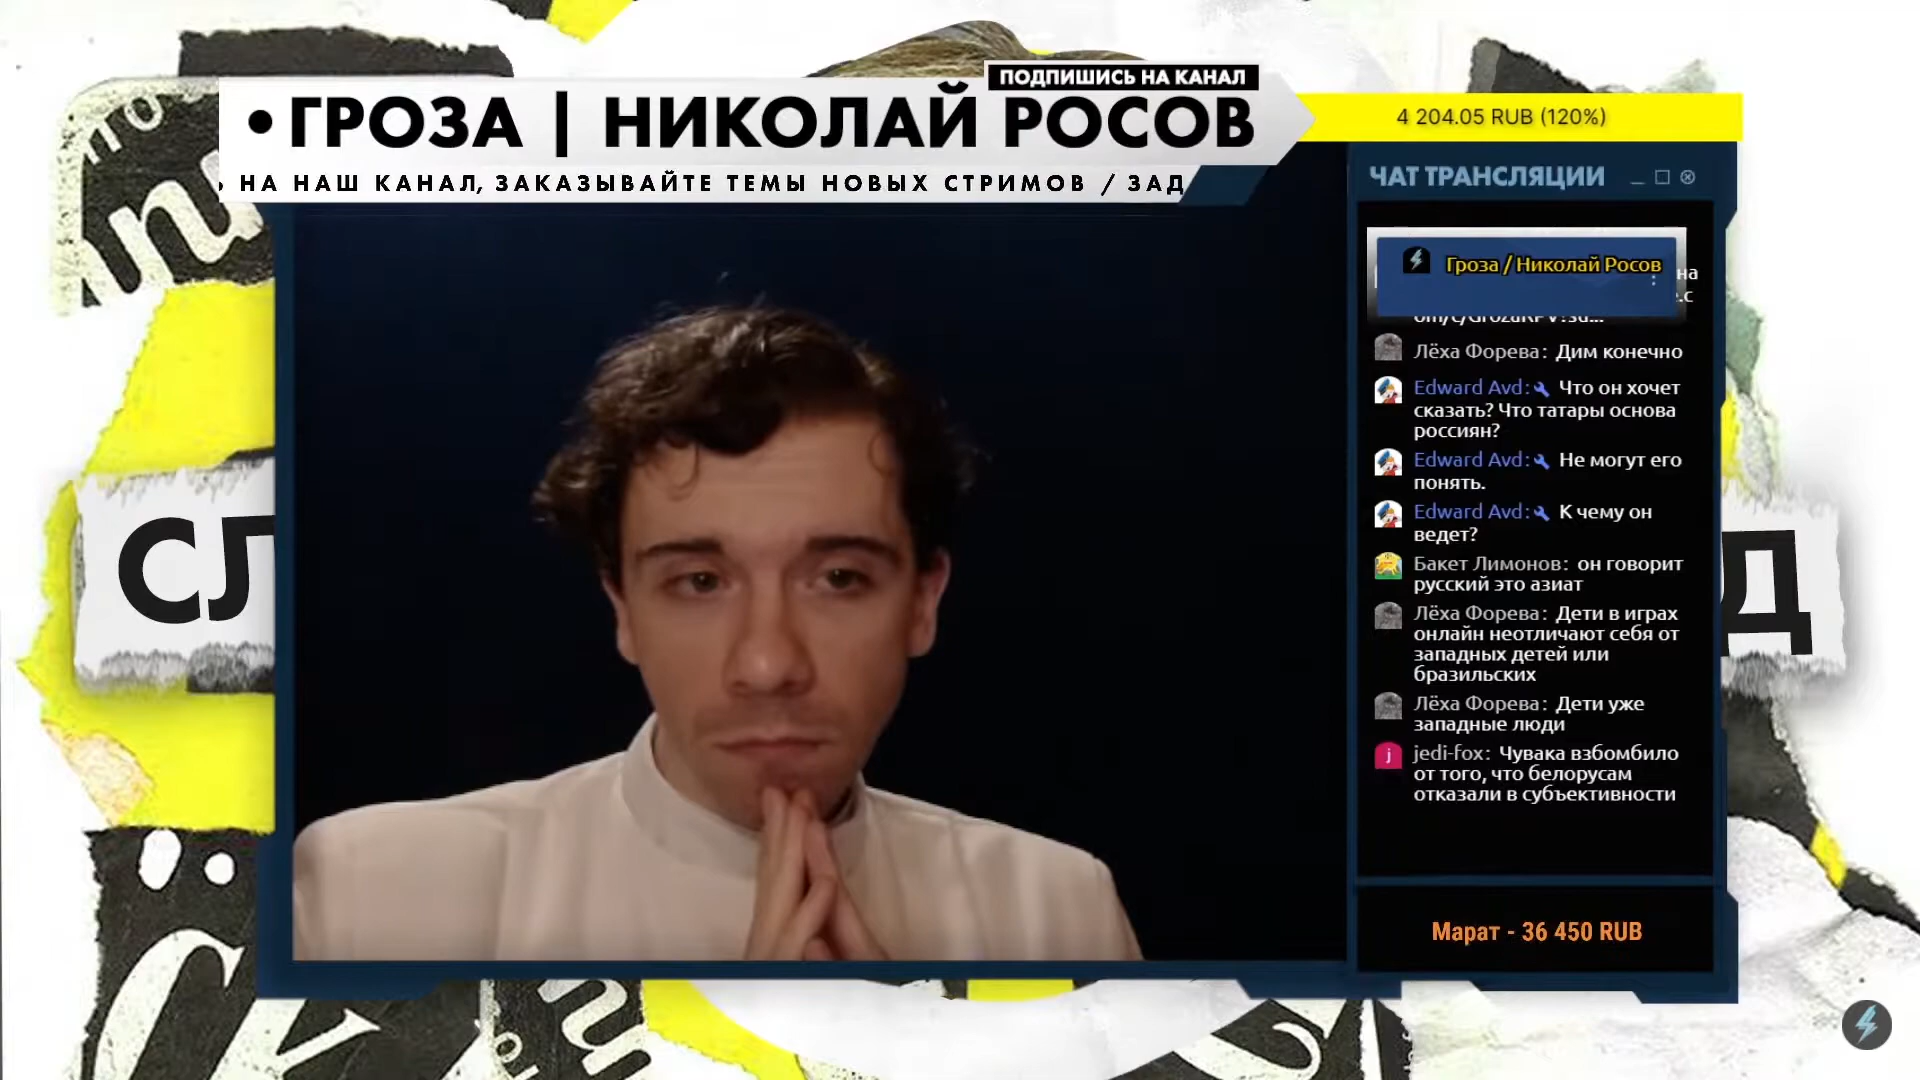 ПОДПИШИСЬ НА КАНАЛ
• ГРОЗА | НИКОЛАЙ РОСОВ
НА НАШ КАНАЛ, ЗАКАЗЫВАЙТЕ ТЕМЫ НОВЫХ СТРИМОВ / ЗАД
4 204.05 RUB (120%)
ЧАТ ТРАНСЛЯЦИИ
Гроза / Николай Росов
на
Лёха Форева: Дим конечно
Edward Avd: Что он хочет
сказать? Что татары основа
россиян?
Edward Avd: Не могут его
понять.
Edward Avd: К чему он
ведет?
Бакет Лимонов: он говорит
русский это азиат
Лёха Форева: Дети в играх
онлайн неотличают себя от
западных детей или
бразильских
Лёха Форева: Дети уже
западные люди
j jedi-fox: Чувака взбомбило
от того, что белорусам
отказали в субъективности
Марат - 36 450 RUB
СЛ
Д